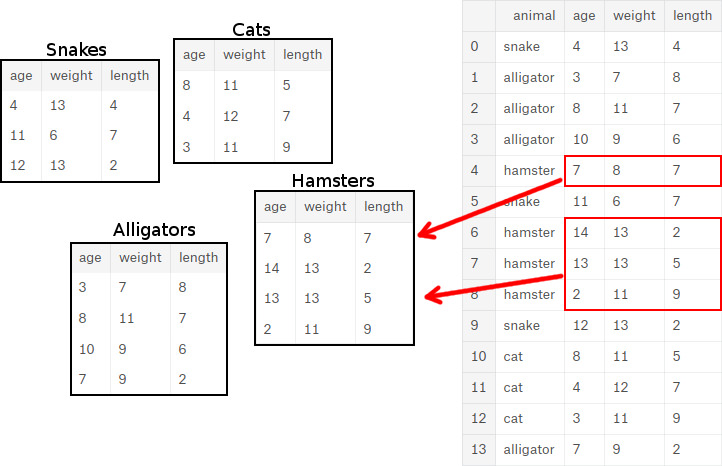 Snakes
age weight length
4 13 4
11 6 7
12 13 2
Cats
age weight length
8 11 5
4 12 7
3 11 9
Hamsters
age weight length
7 8 7
14 13 2
13 13 5
2 11 9
Alligators
age weight length
3 7 8
8 11 7
10 9 6
7 9 2
animal age weight length
0 snake 4 13 4
1 alligator 3 7 8
2 alligator 8 11 7
3 alligator 10 9 6
4 hamster 7 8 7
5 snake 11 6 7
6 hamster 14 13 2
7 hamster 13 13 5
8 hamster 2 11 9
9 snake 12 13 2
10 cat 8 11 5
11 cat 4 12 7
12 cat 3 11 9
13 alligator 7 9 2